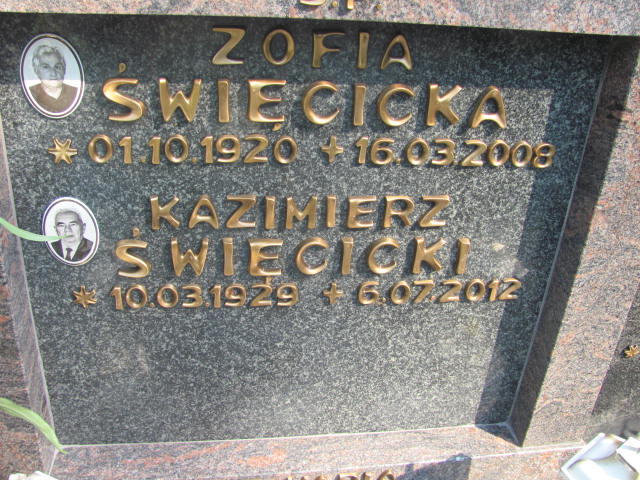 ZOFIA
ŚWIĘCICKA
* 01.10.1920 + 16.03.2008
KAZIMIERZ
ŚWIĘCICKI
* 10.03.1929 + 6.07.2012